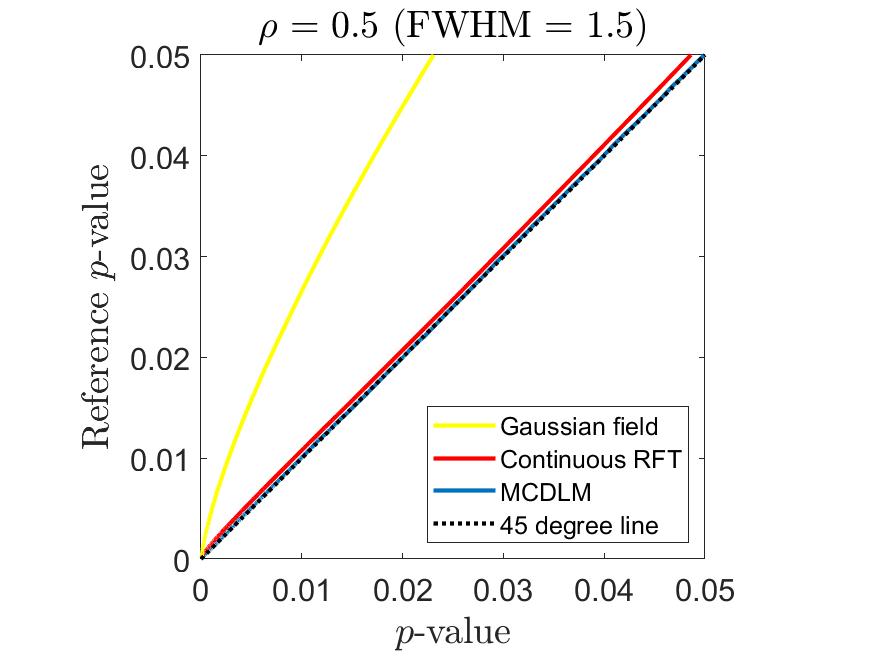 ρ = 0.5 (FWHM = 1.5)
0.05
0.04
0.03
0.02
0.01
0
Reference p-value
Gaussian field
Continuous RFT
MCDLM
45 degree line
0 0.01 0.02 0.03 0.04 0.05
p-value